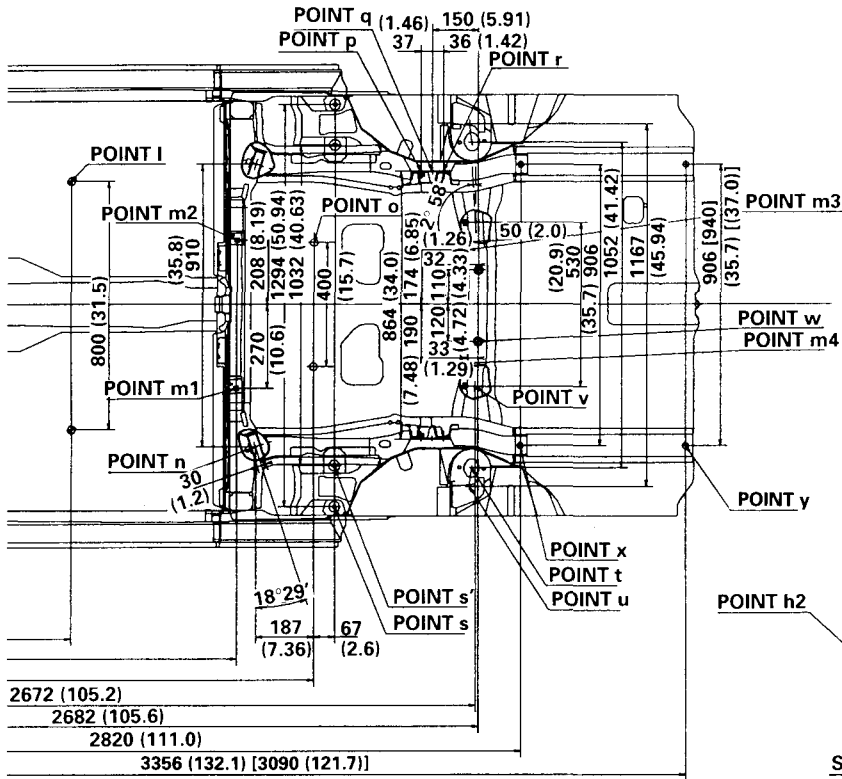 POINT q
150 (5.91)
(1.46)
POINT p
37
36 (1.42)
POINT r
POINT l
POINT m2
POINT o
POINT m3
2° 58'
50 (2.0)
(35.8)
910
208 (8.19)
1294 (50.94)
1032 (40.63)
400
(15.7)
864 (34.0)
174 (6.85)
(1.26)
32
110
(4.33)
(20.9)
530
(35.7) 906
1052 (41.42)
1167
(45.94)
906 [940]
(35.7) [(37.0)]
800 (31.5)
270
(10.6)
190
(7.48)
120
(4.72)
33
(1.29)
POINT w
POINT m4
POINT m1
POINT v
POINT n
30
(1.2)
POINT y
POINT x
POINT t
POINT u
18°29'
POINT s'
POINT s
POINT h2
187
(7.36)
67
(2.6)
2672 (105.2)
2682 (105.6)
2820 (111.0)
3356 (132.1) [3090 (121.7)]
S